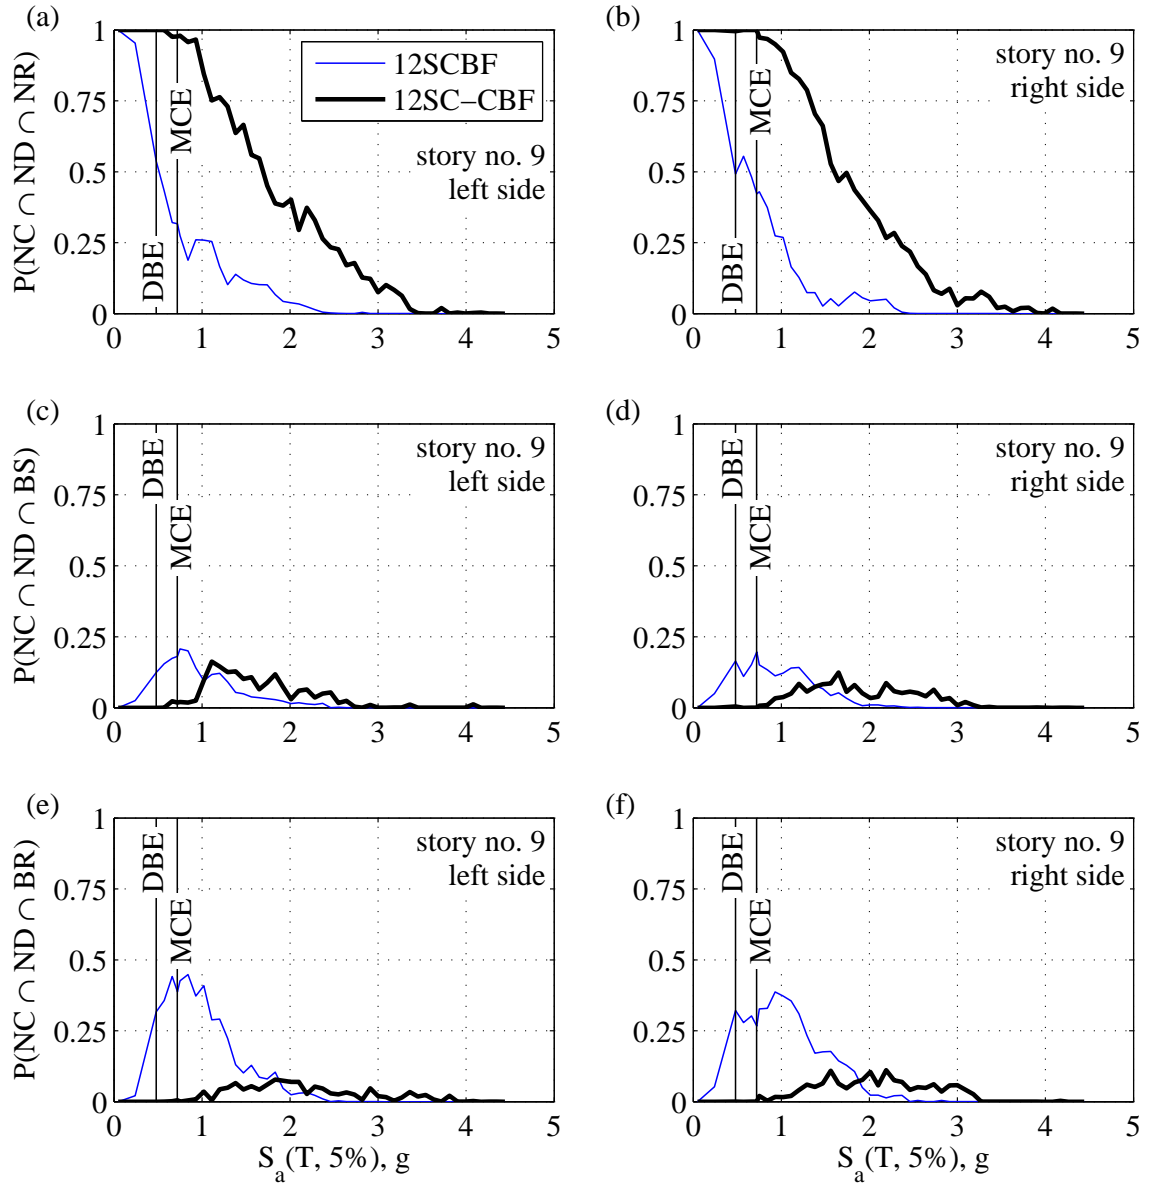 (a)
P(NC ∩ ND ∩ NR)
1
0.75
0.5
0.25
0
0 1 2 3 4 5
DBE
MCE
12SCBF
12SC−CBF
story no. 9
left side
(b)
1
0.75
0.5
0.25
0
0 1 2 3 4 5
DBE
MCE
story no. 9
right side
(c)
P(NC ∩ ND ∩ BS)
1
0.75
0.5
0.25
0
0 1 2 3 4 5
DBE
MCE
story no. 9
left side
(d)
1
0.75
0.5
0.25
0
0 1 2 3 4 5
DBE
MCE
story no. 9
right side
(e)
P(NC ∩ ND ∩ BR)
1
0.75
0.5
0.25
0
0 1 2 3 4 5
DBE
MCE
story no. 9
left side
S_a(T, 5%), g
(f)
1
0.75
0.5
0.25
0
0 1 2 3 4 5
DBE
MCE
story no. 9
right side
S_a(T, 5%), g